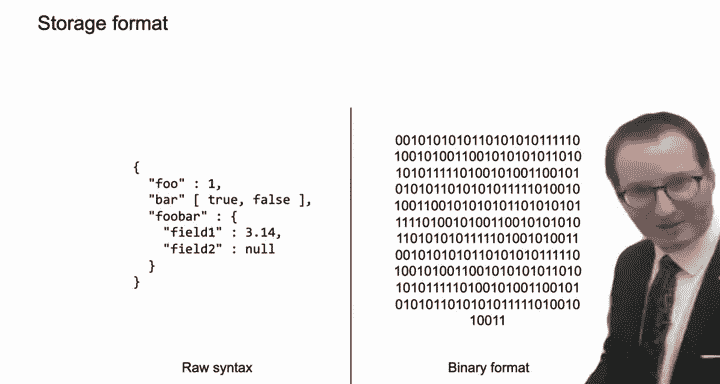 Storage format
{
"foo" : 1,
"bar" [ true, false ],
"foobar" : {
"field1" : 3.14,
"field2" : null
}
}
Raw syntax
0010101010110101010111110
1001010011001010101011010
1010111110100101001100101
0101011010101011111010010
1001100101010101101010101
1111010010100110010101010
1101010101111101001010011
0010101010110101010111110
1001010011001010101011010
1010111110100101001100101
0101011010101011111010010
10011
Binary format